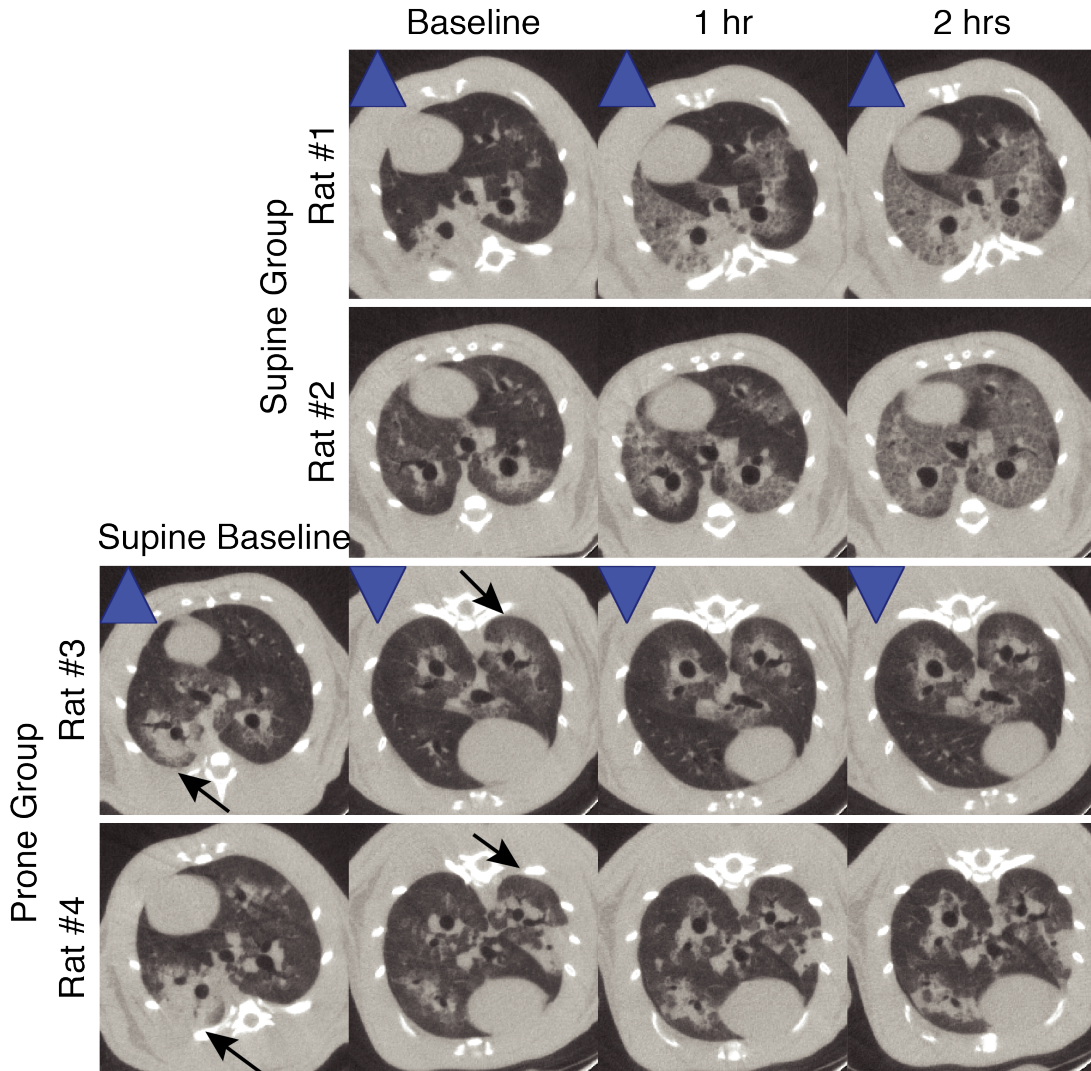 Baseline 1 hr 2 hrs
Supine Group
Rat #1
Rat #2
Supine Baseline
Prone Group
Rat #3
Rat #4